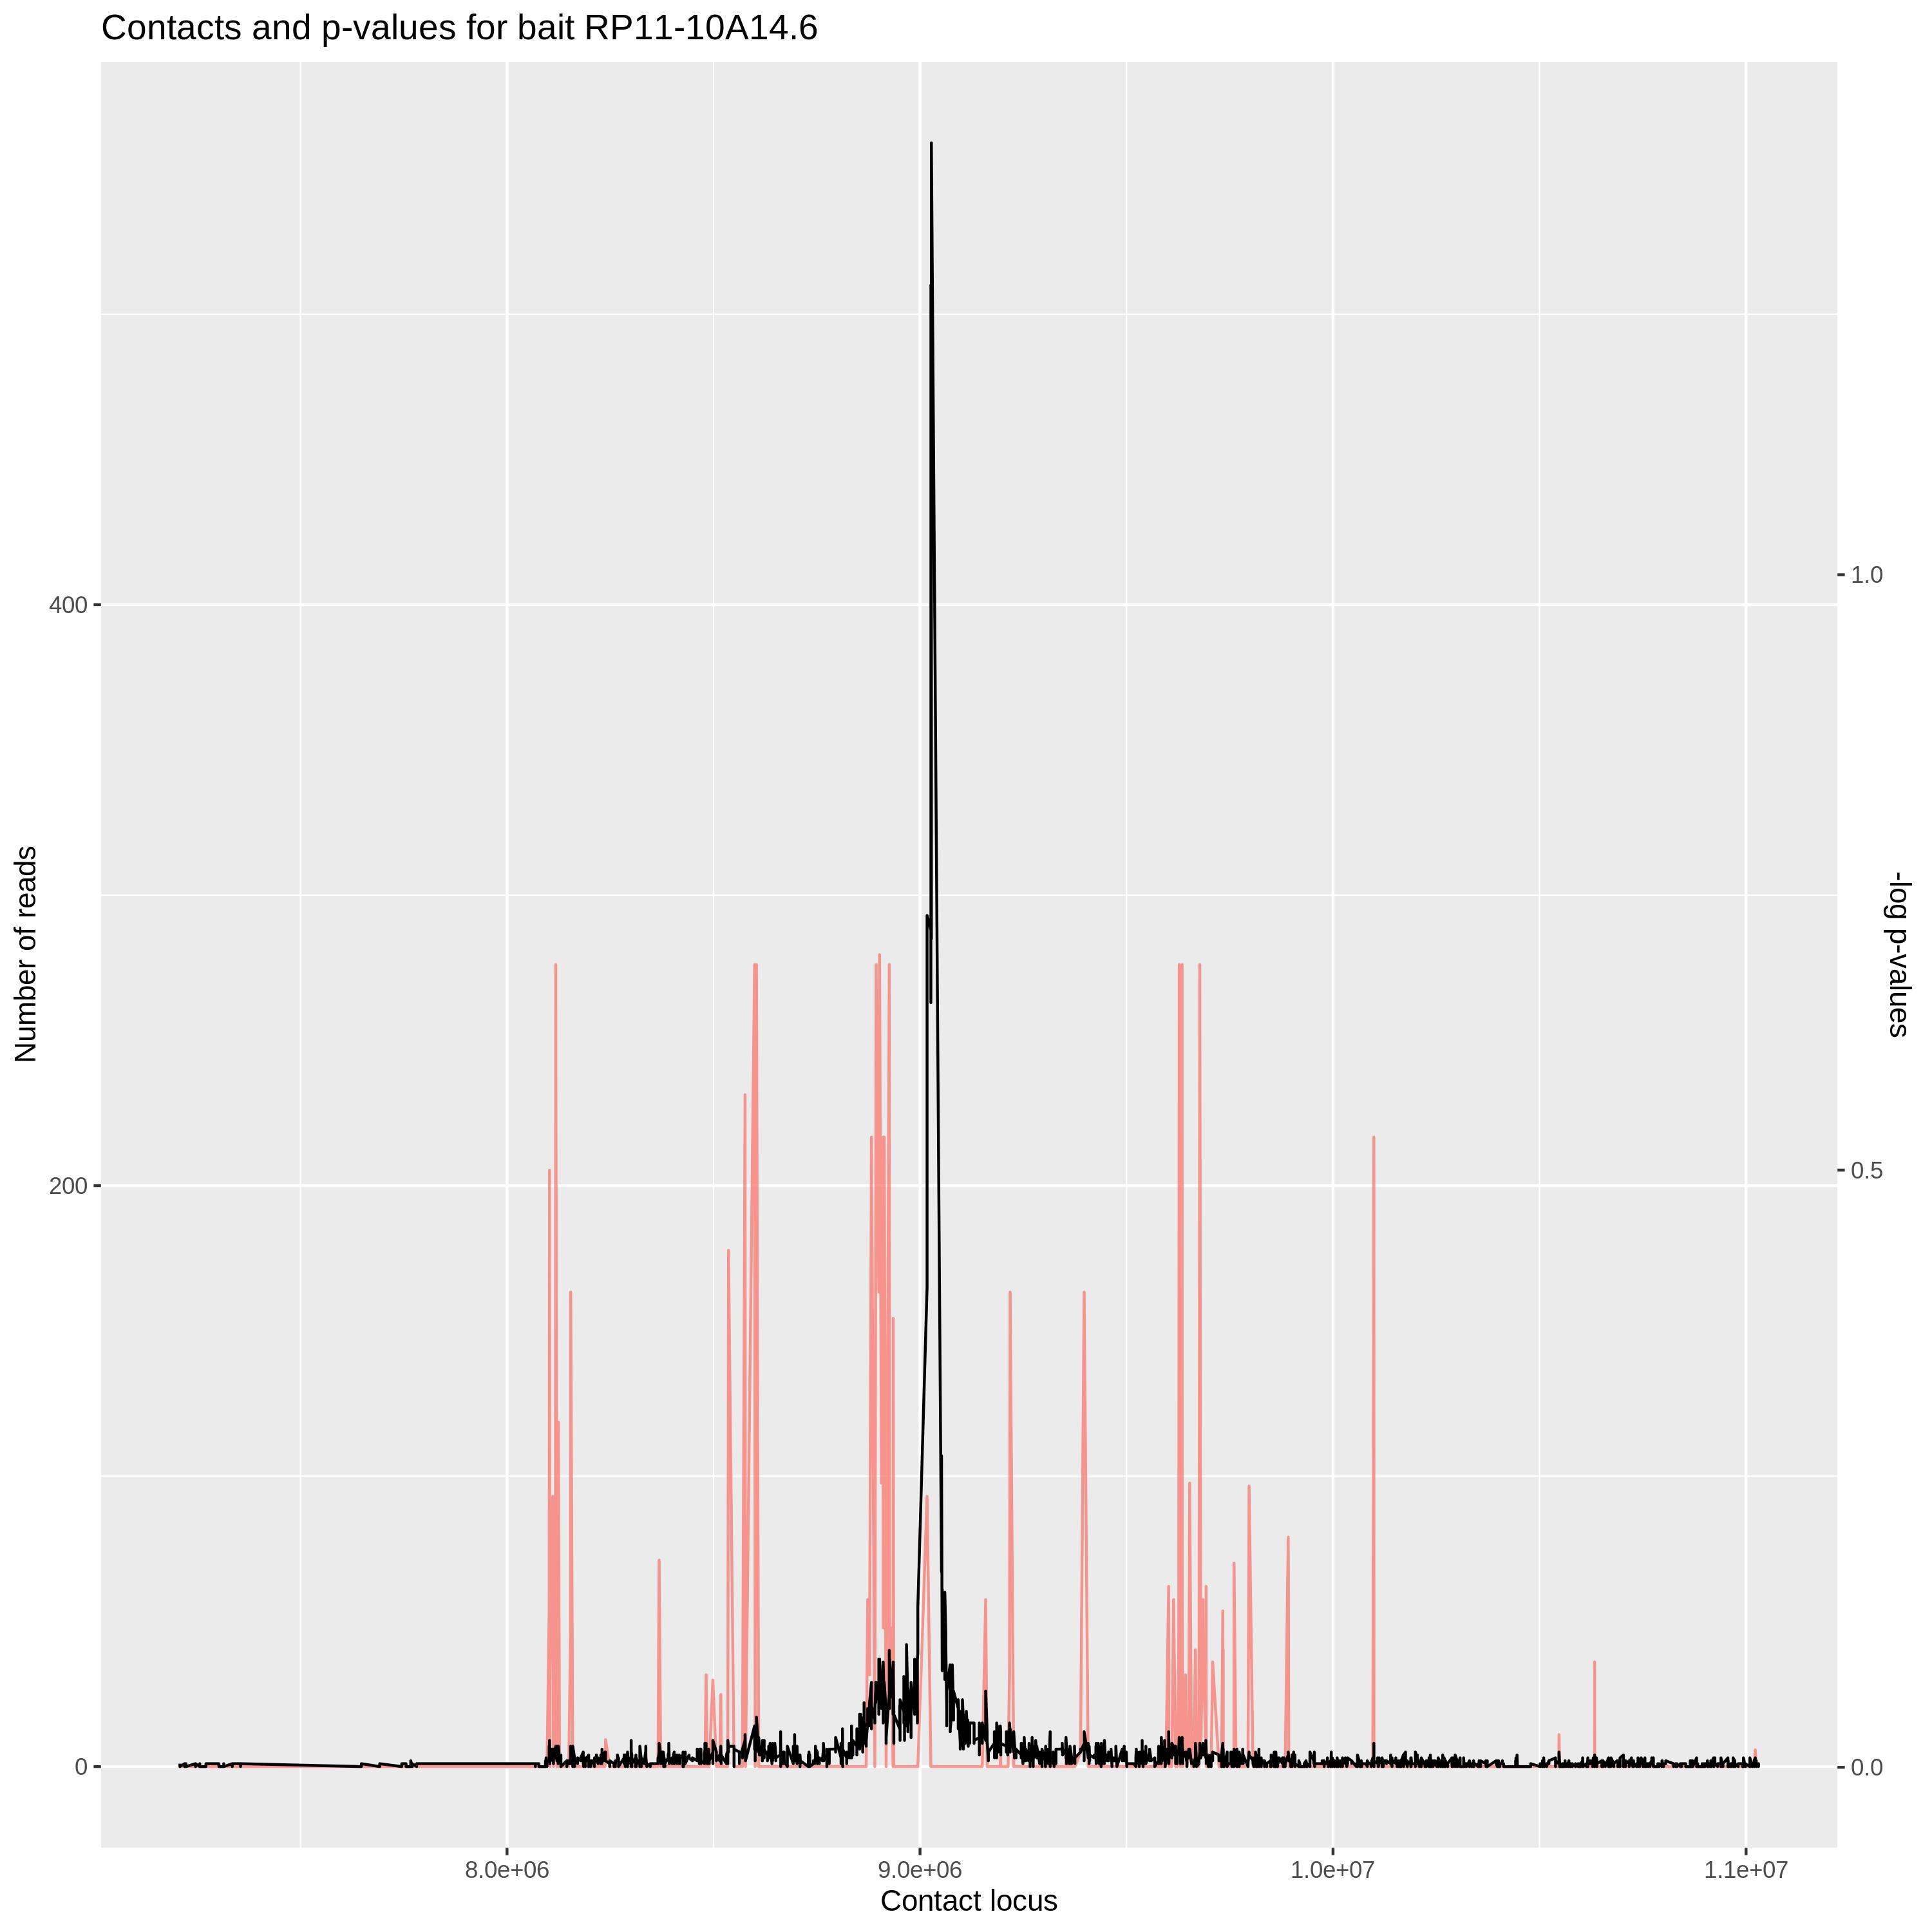 Contacts and p-values for bait RP11-10A14.6
Number of reads
400
200
0
1.0
0.5
0.0
-log p-values
8.0e+06
9.0e+06
1.0e+07
1.1e+07
Contact locus